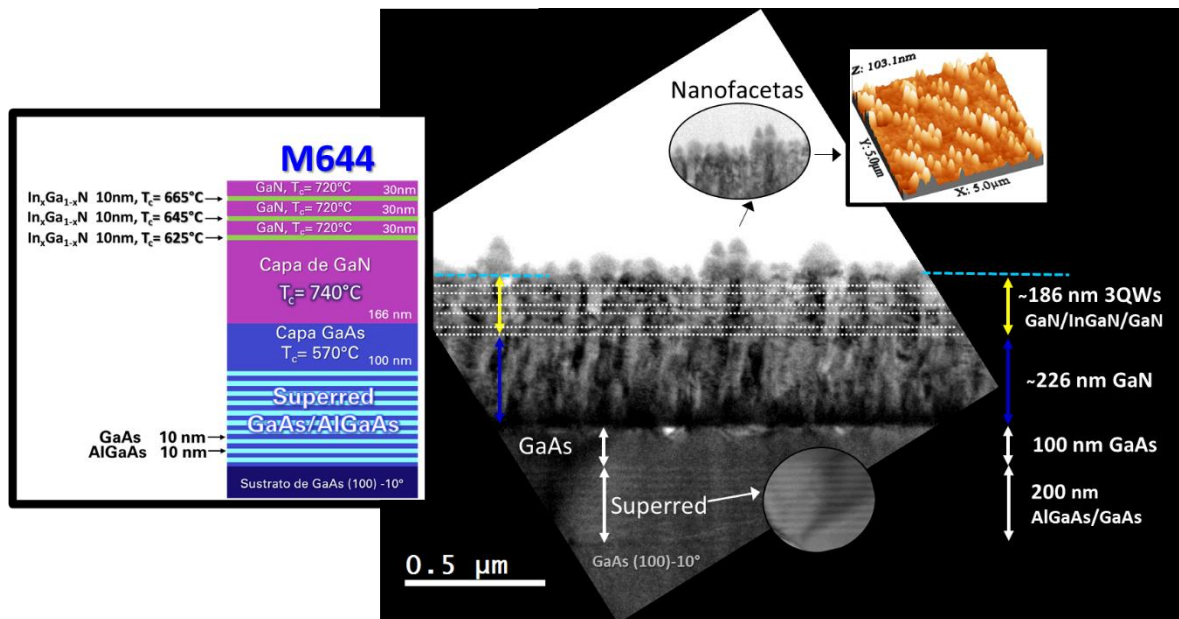 M644
GaN, Tc= 720°C 30nm
InxGa1-xN 10nm, Tc= 665°C
GaN, Tc= 720°C 30nm
InxGa1-xN 10nm, Tc= 645°C
GaN, Tc= 720°C 30nm
InxGa1-xN 10nm, Tc= 625°C
Capa de GaN
Tc= 740°C
166 nm
Capa GaAs
Tc= 570°C
100 nm
Superred
GaAs/AlGaAs
GaAs 10 nm
AlGaAs 10 nm
Sustrato de GaAs (100) -10°
Nanofacetas
Z: 103.1nm
Y: 5.0µm
X: 5.0µm
~186 nm 3QWs
GaN/InGaN/GaN
~226 nm GaN
GaAs
100 nm GaAs
Superred
200 nm
AlGaAs/GaAs
GaAs (100)-10°
0.5 µm